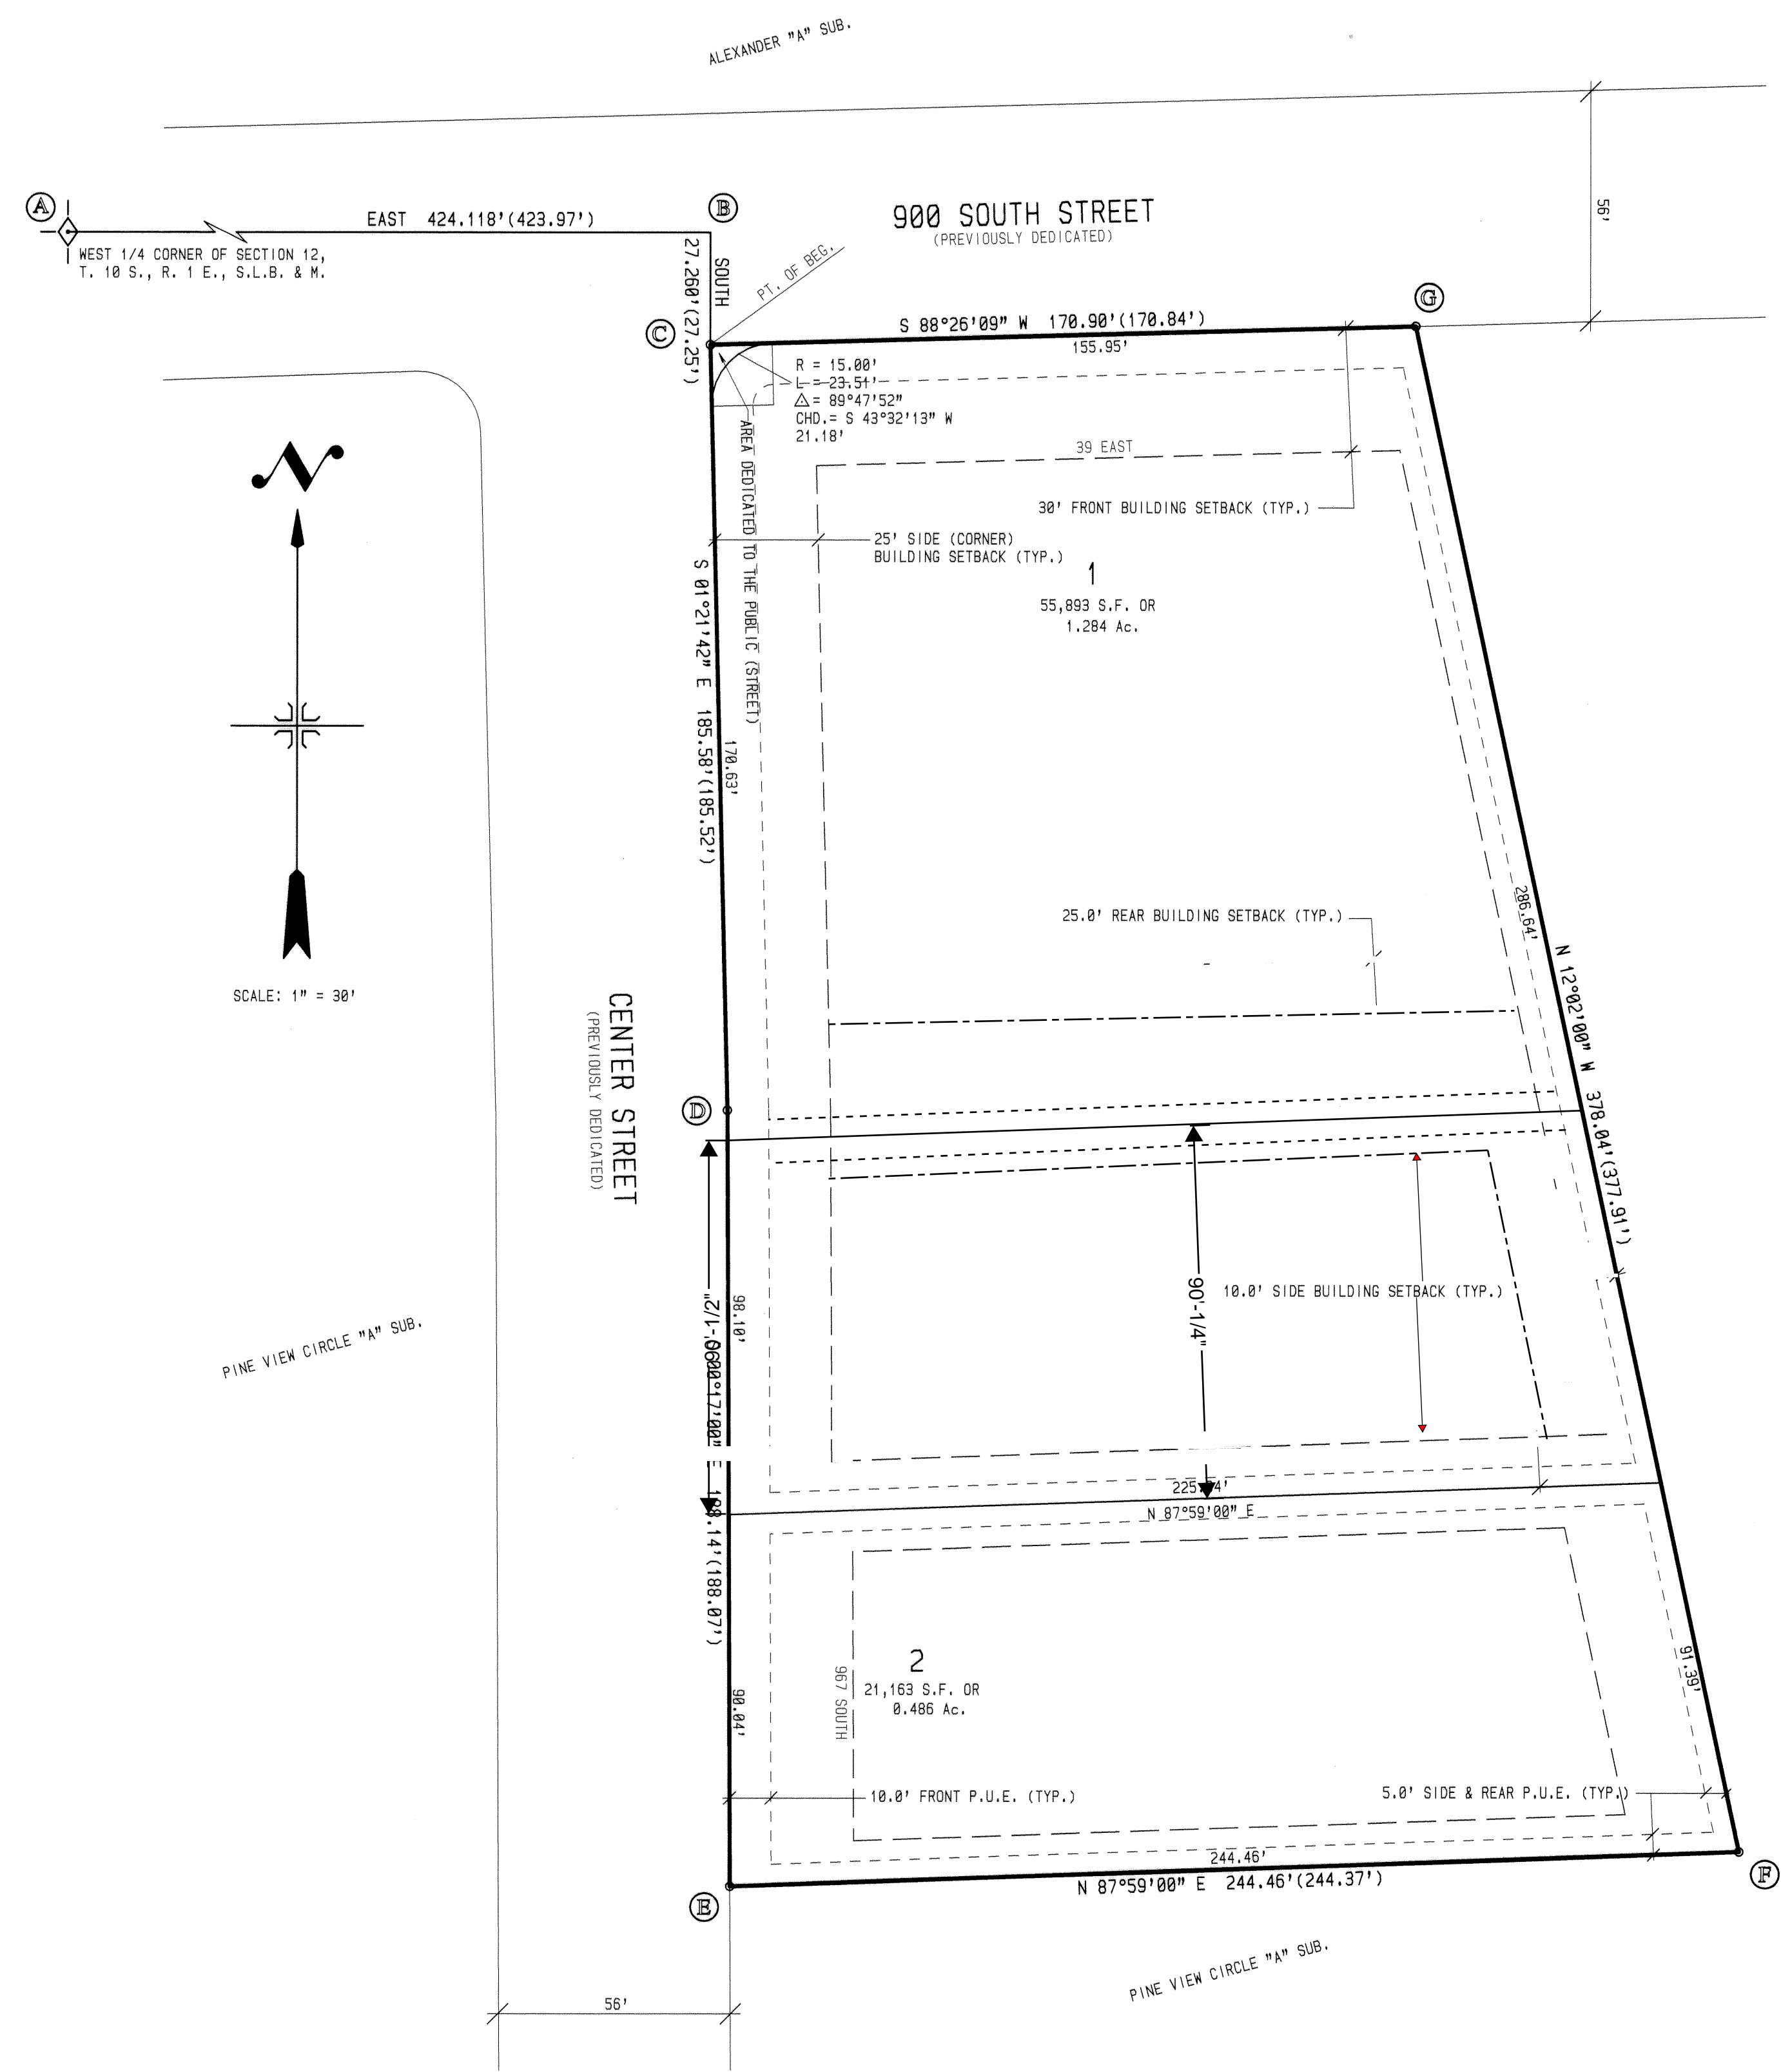 ALEXANDER "A" SUB.
A
B
EAST 424.118'(423.97')
WEST 1/4 CORNER OF SECTION 12,
T. 10 S., R. 1 E., S.L.B. & M.
900 SOUTH STREET
(PREVIOUSLY DEDICATED)
56'
SOUTH
27.260'(27.25')
PT. OF BEG.
C
G
S 88°26'09" W 170.90'(170.84')
155.95'
R = 15.00'
L = 23.51'
△ = 89°47'52"
CHD.= S 43°32'13" W
21.18'
AREA DEDICATED TO THE PUBLIC (STREET)
39 EAST
30' FRONT BUILDING SETBACK (TYP.)
25' SIDE (CORNER)
BUILDING SETBACK (TYP.)
1
55,893 S.F. OR
1.284 Ac.
N
S 01°21'42" E 185.58'(185.52')
170.63'
25.0' REAR BUILDING SETBACK (TYP.)
286.64'
N 12°02'00" W 378.04'(377.91')
SCALE: 1" = 30'
CENTER STREET
(PREVIOUSLY DEDICATED)
D
98.10'
90'-1/4"
10.0' SIDE BUILDING SETBACK (TYP.)
PINE VIEW CIRCLE "A" SUB.
00°17'00" E 188.14'(188.07')
N 87°59'00" E
2
21,163 S.F. OR
0.486 Ac.
967 SOUTH
90.04'
91.39'
10.0' FRONT P.U.E. (TYP.)
5.0' SIDE & REAR P.U.E. (TYP.)
244.46'
N 87°59'00" E 244.46'(244.37')
E
F
PINE VIEW CIRCLE "A" SUB.
56'